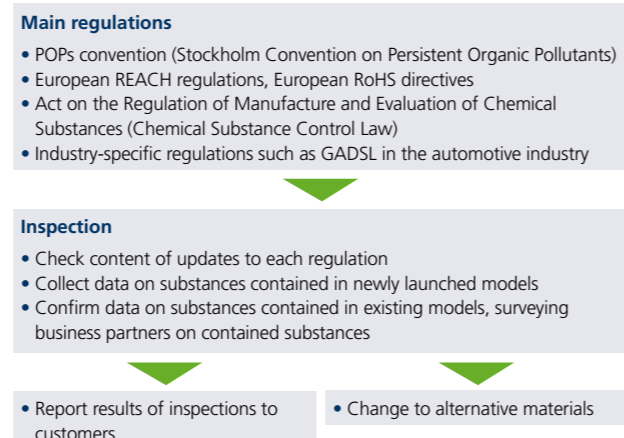 Main regulations
• POPs convention (Stockholm Convention on Persistent Organic Pollutants)
• European REACH regulations, European RoHS directives
• Act on the Regulation of Manufacture and Evaluation of Chemical
Substances (Chemical Substance Control Law)
• Industry-specific regulations such as GADSL in the automotive industry
Inspection
• Check content of updates to each regulation
• Collect data on substances contained in newly launched models
• Confirm data on substances contained in existing models, surveying
business partners on contained substances
• Report results of inspections to
customers
• Change to alternative materials